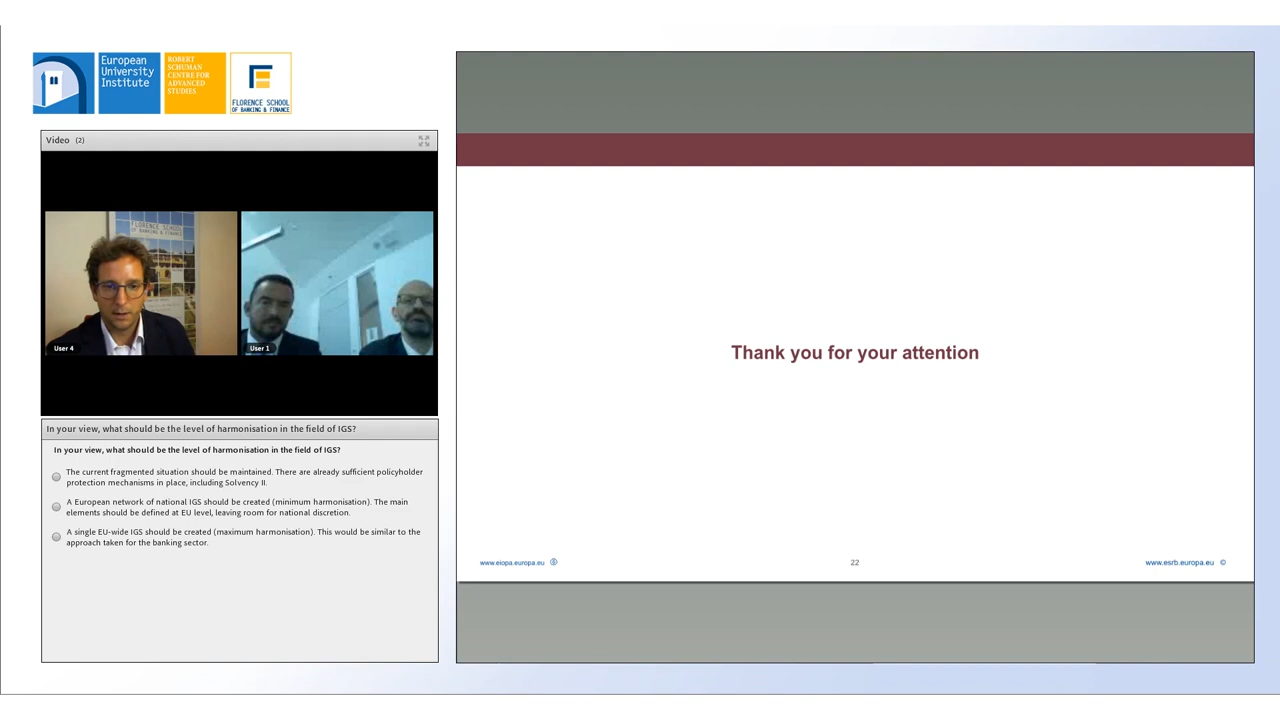 European
University
Institute
ROBERT
SCHUMAN
CENTRE FOR
ADVANCED
STUDIES
FLORENCE SCHOOL
OF BANKING & FINANCE
Video (2)
FLORENCE SCHOOL
OF BANKING & FINANCE
User 4
User 1
In your view, what should be the level of harmonisation in the field of IGS?
In your view, what should be the level of harmonisation in the field of IGS?
The current fragmented situation should be maintained. There are already sufficient policyholder
protection mechanisms in place, including Solvency II.
A European network of national IGS should be created (minimum harmonisation). The main
elements should be defined at EU level, leaving room for national discretion.
A single EU-wide IGS should be created (maximum harmonisation). This would be similar to the
approach taken for the banking sector.
Thank you for your attention
www.eiopa.europa.eu
22
www.esrb.europa.eu ©